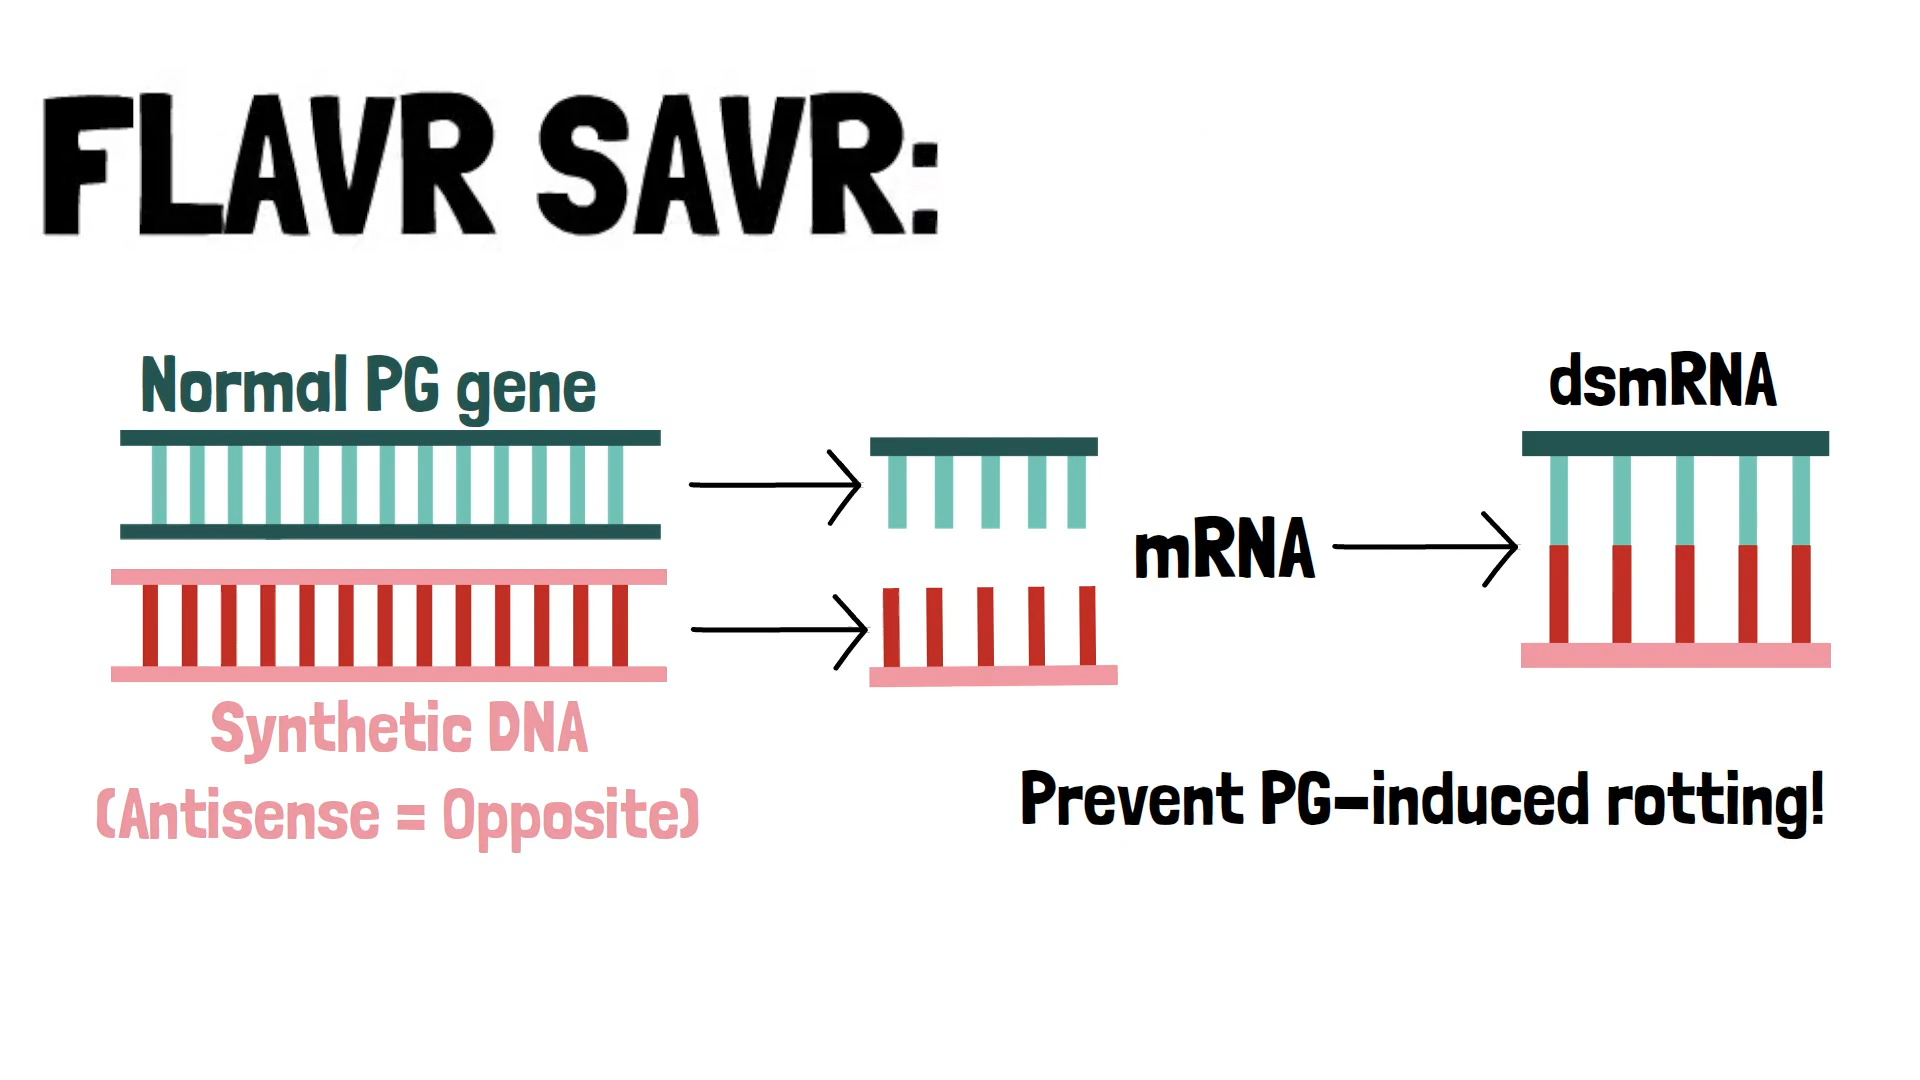 FLAVR SAVR:
Normal PG gene
dsmRNA
mRNA
Synthetic DNA
(Antisense = Opposite)
Prevent PG-induced rotting!